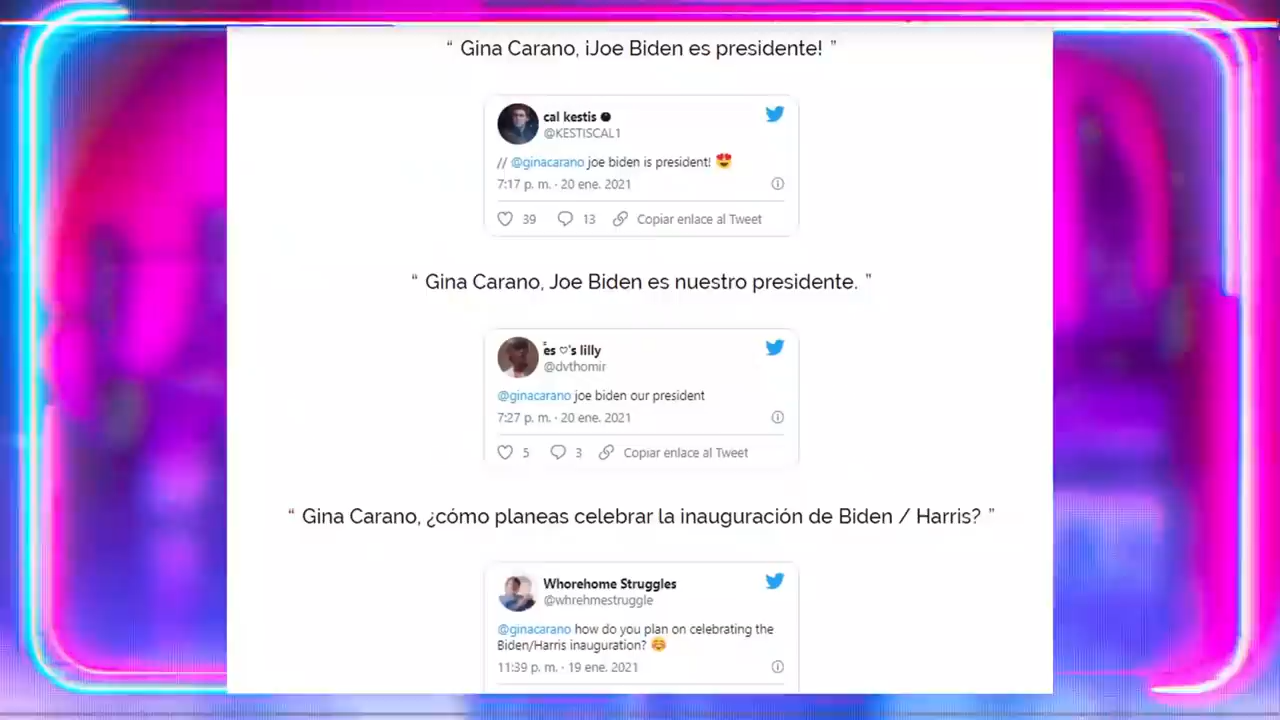 “ Gina Carano, ¡Joe Biden es presidente! ”
cal kestis
@KESTISCAL1
// @ginacarano joe biden is president! 😍
7:17 p. m. · 20 ene. 2021
39 13 Copiar enlace al Tweet
“ Gina Carano, Joe Biden es nuestro presidente. ”
es ♡'s lilly
@dvthomir
@ginacarano joe biden our president
7:27 p. m. · 20 ene. 2021
5 3 Copiar enlace al Tweet
“ Gina Carano, ¿cómo planeas celebrar la inauguración de Biden / Harris? ”
Whorehome Struggles
@whrehmestruggle
@ginacarano how do you plan on celebrating the
Biden/Harris inauguration? ☺️
11:39 p. m. · 19 ene. 2021